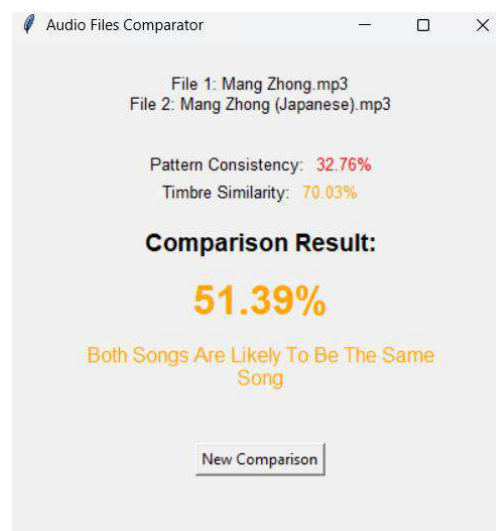 Audio Files Comparator
File 1: Mang Zhong.mp3
File 2: Mang Zhong (Japanese).mp3
Pattern Consistency: 32.76%
Timbre Similarity: 70.03%
Comparison Result:
51.39%
Both Songs Are Likely To Be The Same
Song
New Comparison